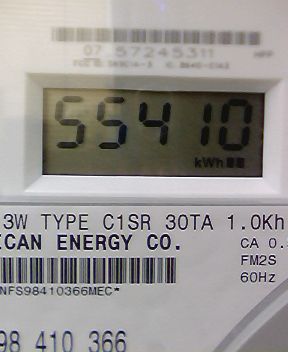 07 57245311
55410
kWh
3W TYPE C1SR 30TA 1.0Kh
ICAN ENERGY CO.
CA 0.
FM2S
60Hz
NFS98410366MEC*
98 410 366